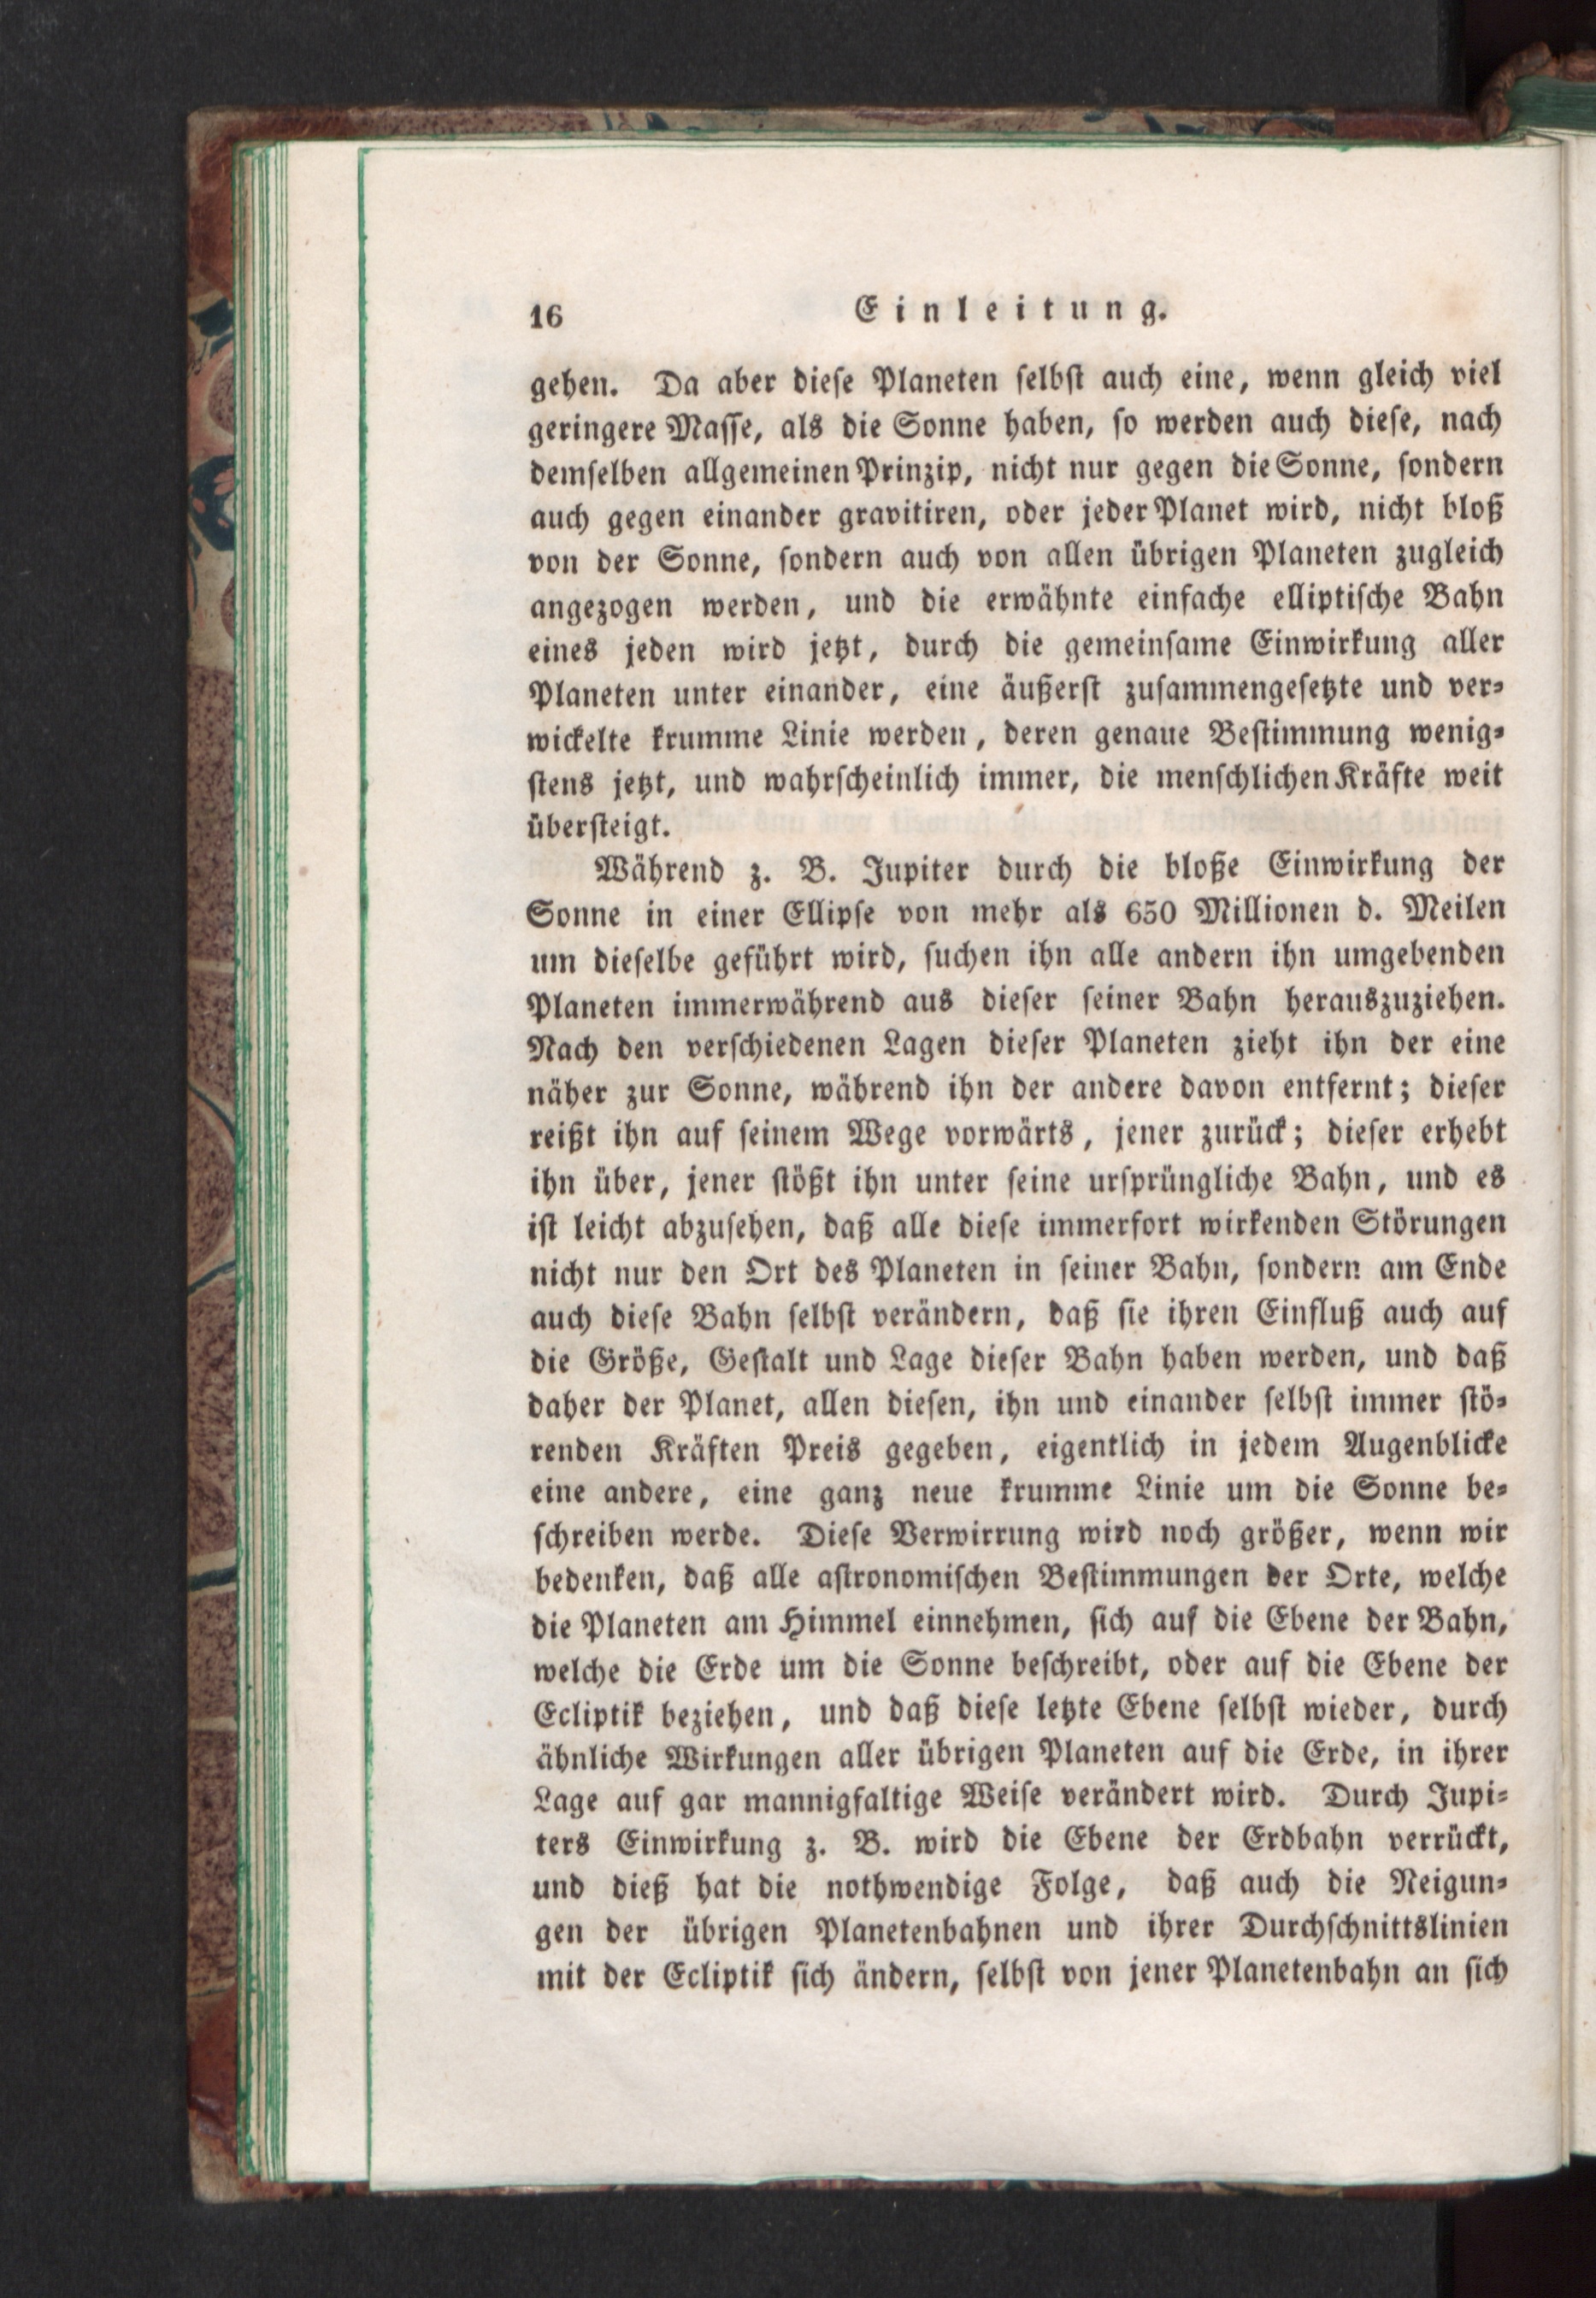 16 Einleitung.
gehen. Da aber diese Planeten selbst auch eine, wenn gleich viel
geringere Masse, als die Sonne haben, so werden auch diese, nach
demselben allgemeinen Prinzip, nicht nur gegen die Sonne, sondern
auch gegen einander gravitiren, oder jeder Planet wird, nicht bloß
von der Sonne, sondern auch von allen übrigen Planeten zugleich
angezogen werden, und die erwähnte einfache elliptische Bahn
eines jeden wird jetzt, durch die gemeinsame Einwirkung aller
Planeten unter einander, eine äußerst zusammengesetzte und ver-
wickelte krumme Linie werden, deren genaue Bestimmung wenig-
stens jetzt, und wahrscheinlich immer, die menschlichen Kräfte weit
übersteigt.
Während z. B. Jupiter durch die bloße Einwirkung der
Sonne in einer Ellipse von mehr als 650 Millionen d. Meilen
um dieselbe geführt wird, suchen ihn alle andern ihn umgebenden
Planeten immerwährend aus dieser seiner Bahn herauszuziehen.
Nach den verschiedenen Lagen dieser Planeten zieht ihn der eine
näher zur Sonne, während ihn der andere davon entfernt; dieser
reißt ihn auf seinem Wege vorwärts, jener zurück; dieser erhebt
ihn über, jener stößt ihn unter seine ursprüngliche Bahn, und es
ist leicht abzusehen, daß alle diese immerfort wirkenden Störungen
nicht nur den Ort des Planeten in seiner Bahn, sondern am Ende
auch diese Bahn selbst verändern, daß sie ihren Einfluß auch auf
die Größe, Gestalt und Lage dieser Bahn haben werden, und daß
daher der Planet, allen diesen, ihn und einander selbst immer stö-
renden Kräften Preis gegeben, eigentlich in jedem Augenblicke
eine andere, eine ganz neue krumme Linie um die Sonne be-
schreiben werde. Diese Verwirrung wird noch größer, wenn wir
bedenken, daß alle astronomischen Bestimmungen der Orte, welche
die Planeten am Himmel einnehmen, sich auf die Ebene der Bahn,
welche die Erde um die Sonne beschreibt, oder auf die Ebene der
Ecliptik beziehen, und daß diese letzte Ebene selbst wieder, durch
ähnliche Wirkungen aller übrigen Planeten auf die Erde, in ihrer
Lage auf gar mannigfaltige Weise verändert wird. Durch Jupi-
ters Einwirkung z. B. wird die Ebene der Erdbahn verrückt,
und dieß hat die nothwendige Folge, daß auch die Neigun-
gen der übrigen Planetenbahnen und ihrer Durchschnittslinien
mit der Ecliptik sich ändern, selbst von jener Planetenbahn an sich